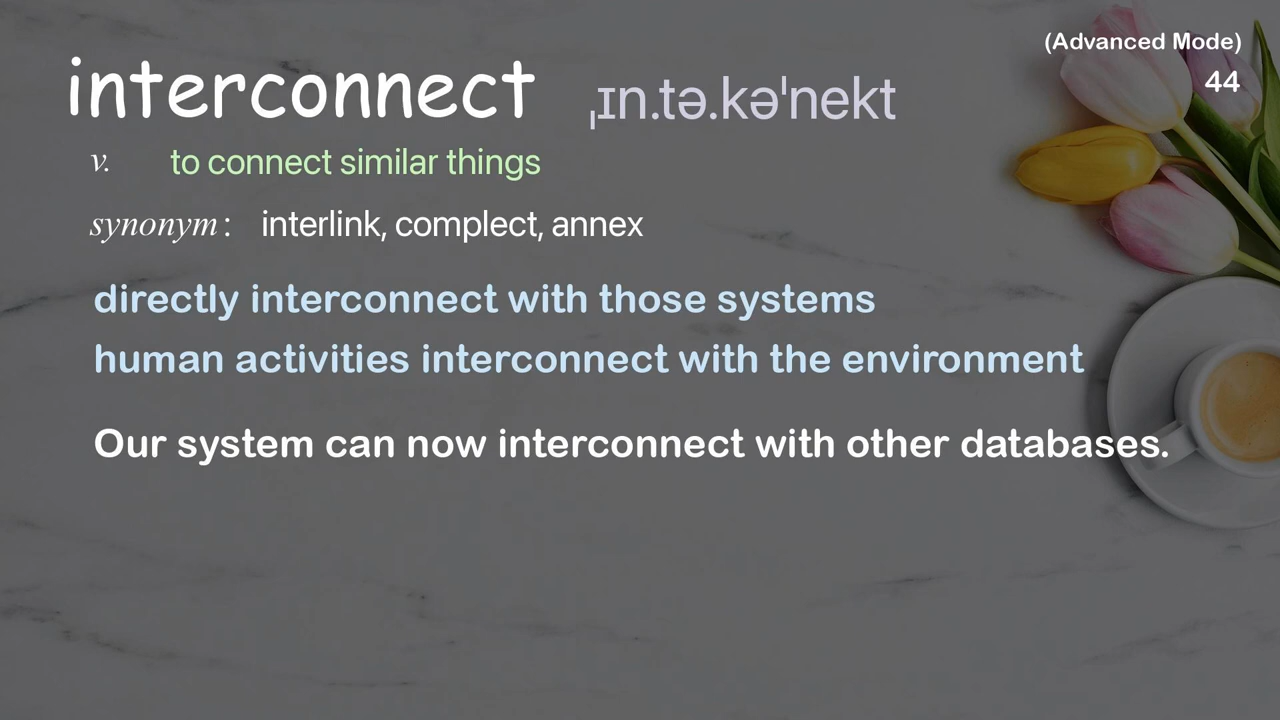 (Advanced Mode)
44
interconnect ˌɪn.tə.kəˈnekt
v. to connect similar things
synonym: interlink, complect, annex
directly interconnect with those systems
human activities interconnect with the environment
Our system can now interconnect with other databases.